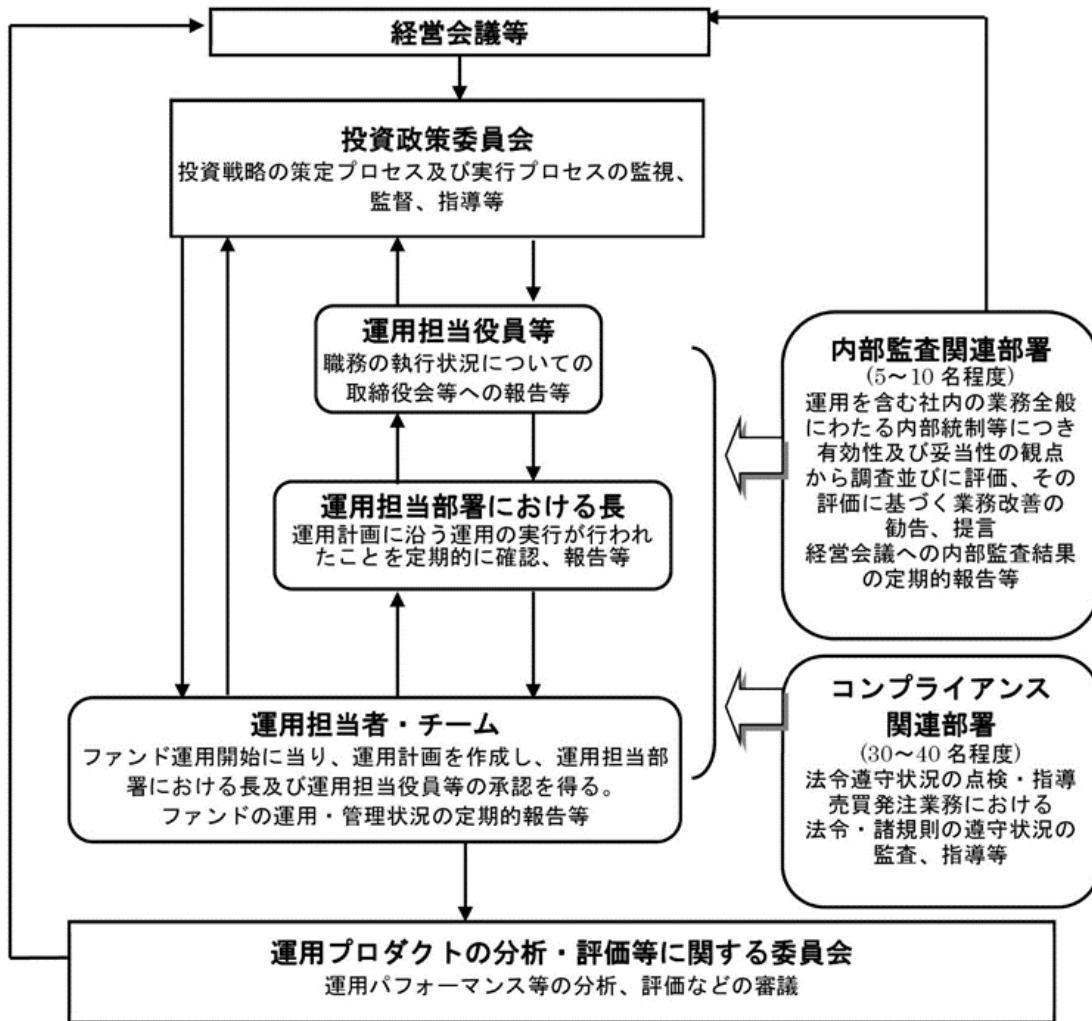 経営会議等
投資政策委員会
投資戦略の策定プロセス及び実行プロセスの監視、
監督、指導等
運用担当役員等
職務の執行状況についての
取締役会等への報告等
運用担当部署における長
運用計画に沿う運用の実行が行われ
たことを定期的に確認、報告等
運用担当者・チーム
ファンド運用開始に当り、運用計画を作成し、運用担当部
署における長及び運用担当役員等の承認を得る。
ファンドの運用・管理状況の定期的報告等
内部監査関連部署
(5～10 名程度)
運用を含む社内の業務全般
にわたる内部統制等につき
有効性及び妥当性の観点
から調査並びに評価、その
評価に基づく業務改善の
勧告、提言
経営会議への内部監査結果
の定期的報告等
コンプライアンス
関連部署
(30～40 名程度)
法令遵守状況の点検・指導
売買発注業務における
法令・諸規則の遵守状況の
監査、指導等
運用プロダクトの分析・評価等に関する委員会
運用パフォーマンス等の分析、評価などの審議